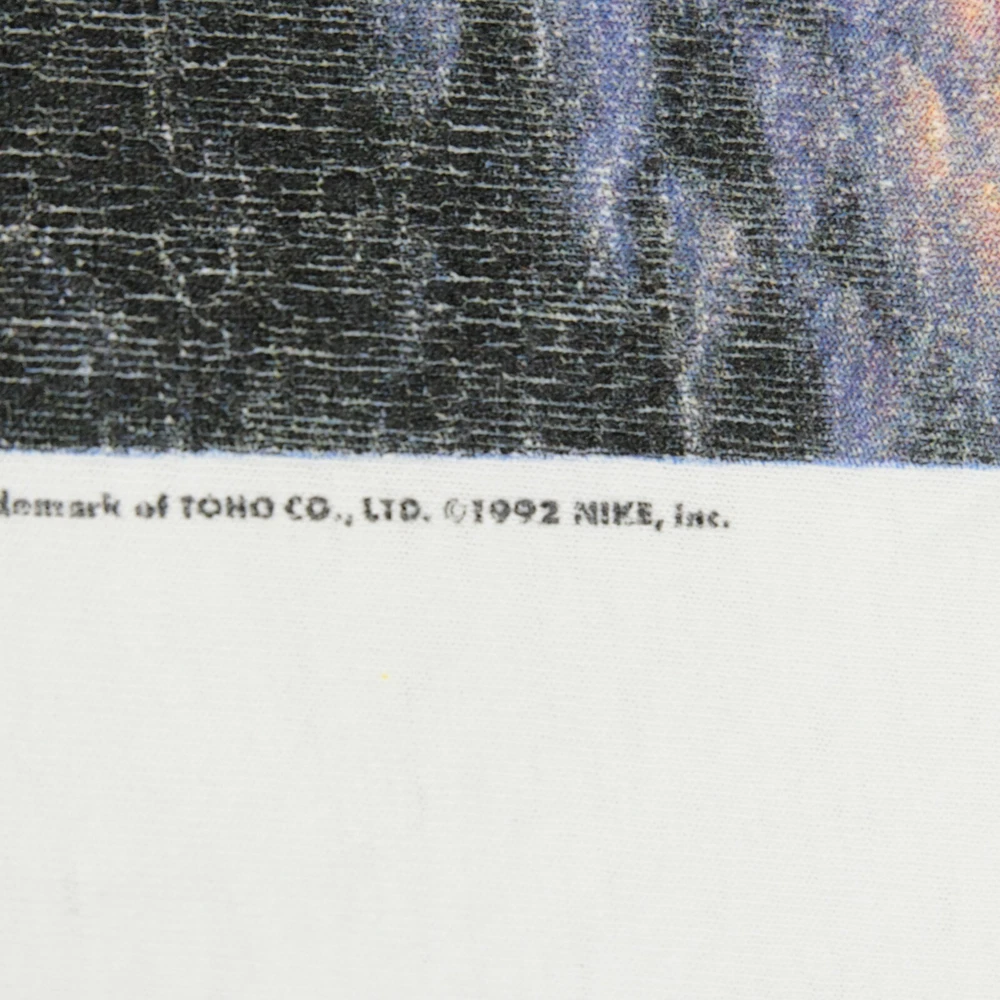 demark of TOHO CO., LTD. ©1992 NIKE, Inc.